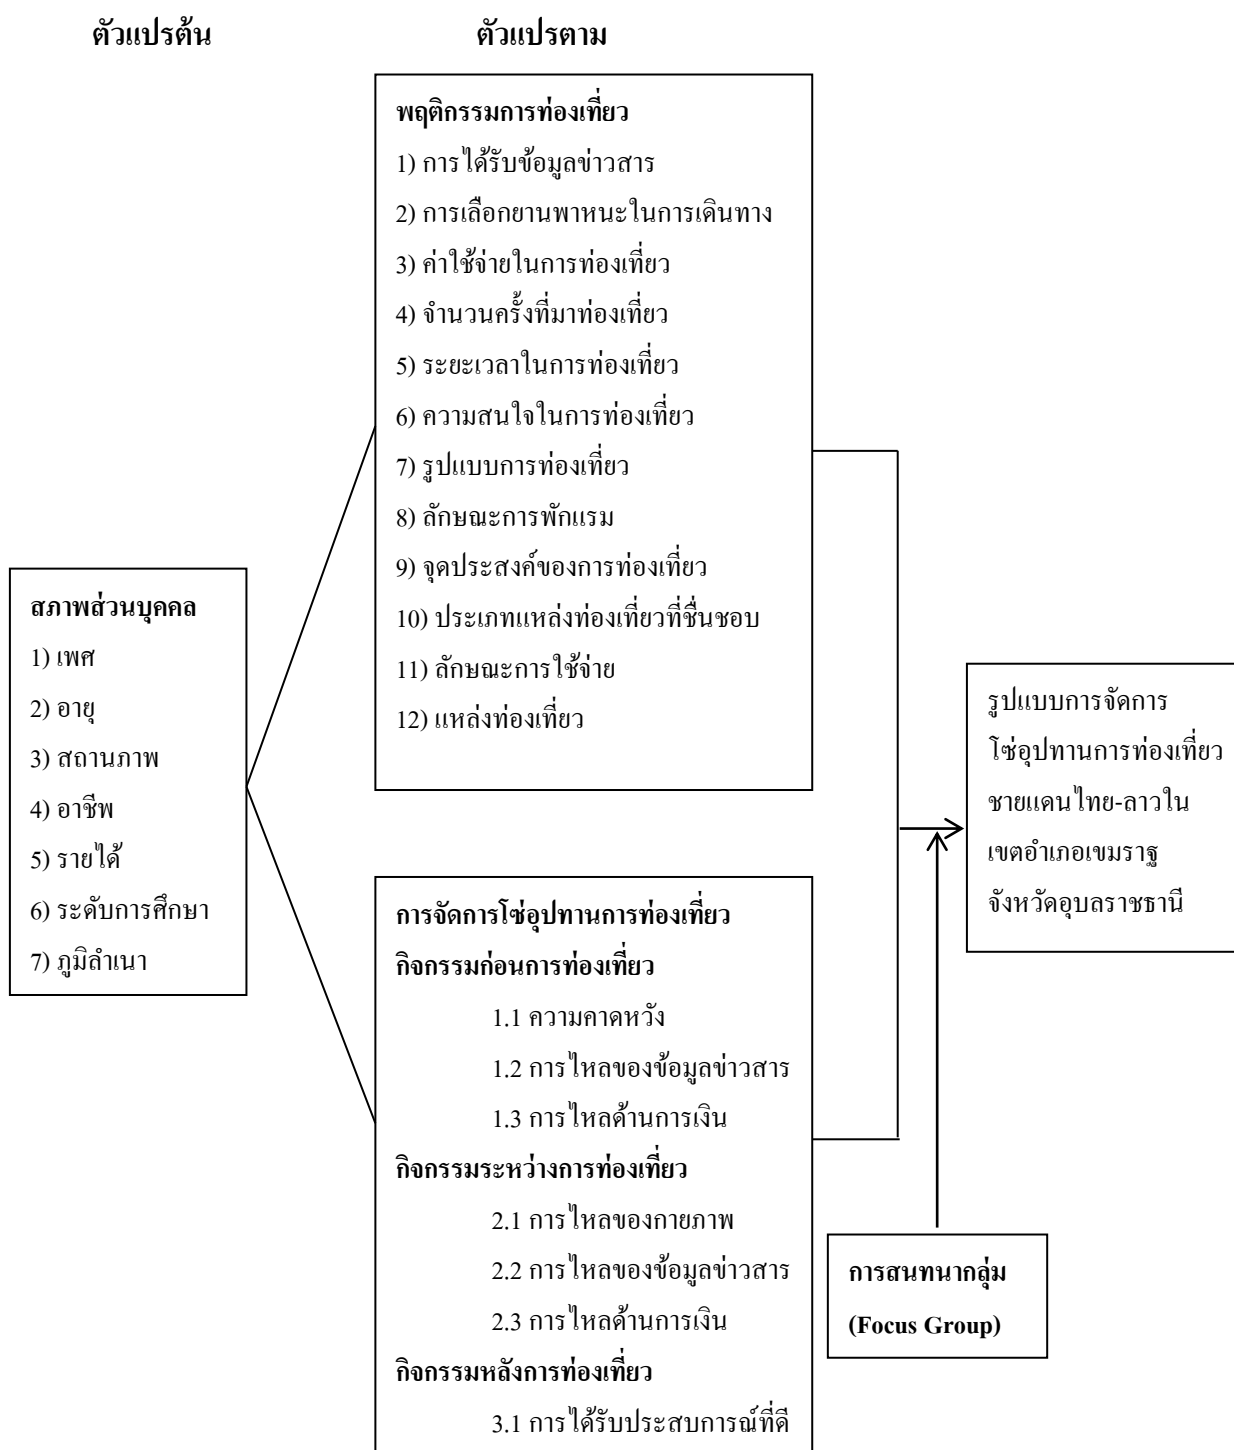 ตัวแปรต้น
ตัวแปรตาม
พฤติกรรมการท่องเที่ยว
1) การได้รับข้อมูลข่าวสาร
2) การเลือกยานพาหนะในการเดินทาง
3) ค่าใช้จ่ายในการท่องเที่ยว
4) จำนวนครั้งที่มาท่องเที่ยว
5) ระยะเวลาในการท่องเที่ยว
6) ความสนใจในการท่องเที่ยว
7) รูปแบบการท่องเที่ยว
8) ลักษณะการพักแรม
9) จุดประสงค์ของการท่องเที่ยว
10) ประเภทแหล่งท่องเที่ยวที่ชื่นชอบ
11) ลักษณะการใช้จ่าย
12) แหล่งท่องเที่ยว
สภาพส่วนบุคคล
1) เพศ
2) อายุ
3) สถานภาพ
4) อาชีพ
5) รายได้
6) ระดับการศึกษา
7) ภูมิลำเนา
การจัดการโซ่อุปทานการท่องเที่ยว
กิจกรรมก่อนการท่องเที่ยว
1.1 ความคาดหวัง
1.2 การไหลของข้อมูลข่าวสาร
1.3 การไหลด้านการเงิน
กิจกรรมระหว่างการท่องเที่ยว
2.1 การไหลของกายภาพ
2.2 การไหลของข้อมูลข่าวสาร
2.3 การไหลด้านการเงิน
กิจกรรมหลังการท่องเที่ยว
3.1 การได้รับประสบการณ์ที่ดี
รูปแบบการจัดการ
โซ่อุปทานการท่องเที่ยว
ชายแดนไทย-ลาวใน
เขตอำเภอเขมราฐ
จังหวัดอุบลราชธานี
การสนทนากลุ่ม
(Focus Group)